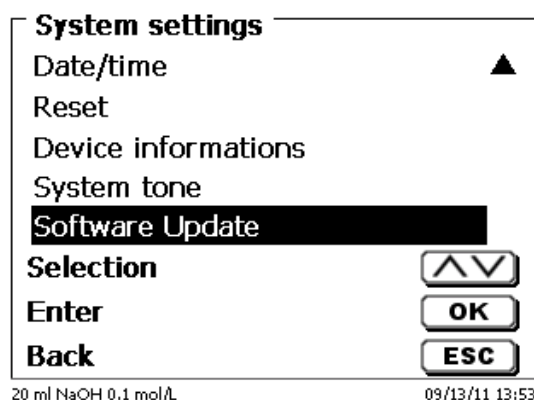 System settings
Date/time
Reset
Device informations
System tone
Software Update
Selection
Enter OK
Back ESC
20 ml NaOH 0.1 mol/L 09/13/11 13:53